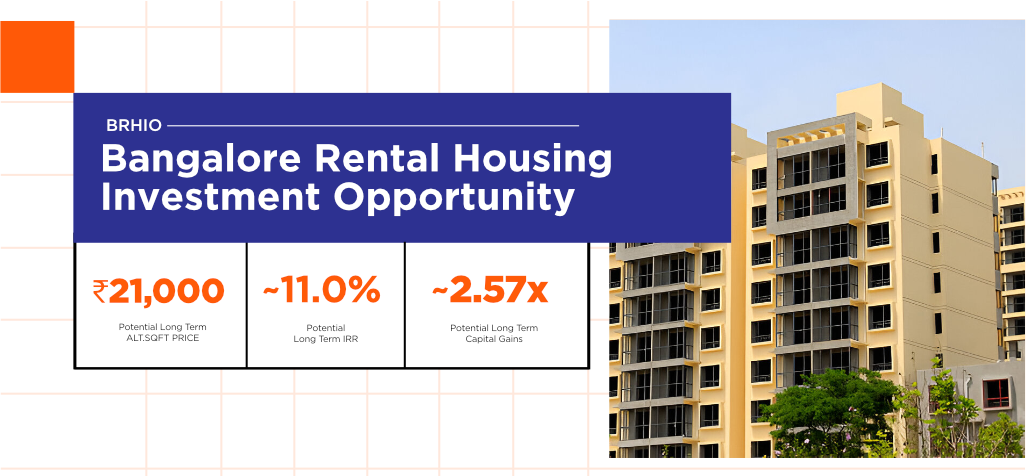 BRHIO
Bangalore Rental Housing
Investment Opportunity
₹21,000
Potential Long Term
ALT.SQFT PRICE
~11.0%
Potential
Long Term IRR
~2.57x
Potential Long Term
Capital Gains